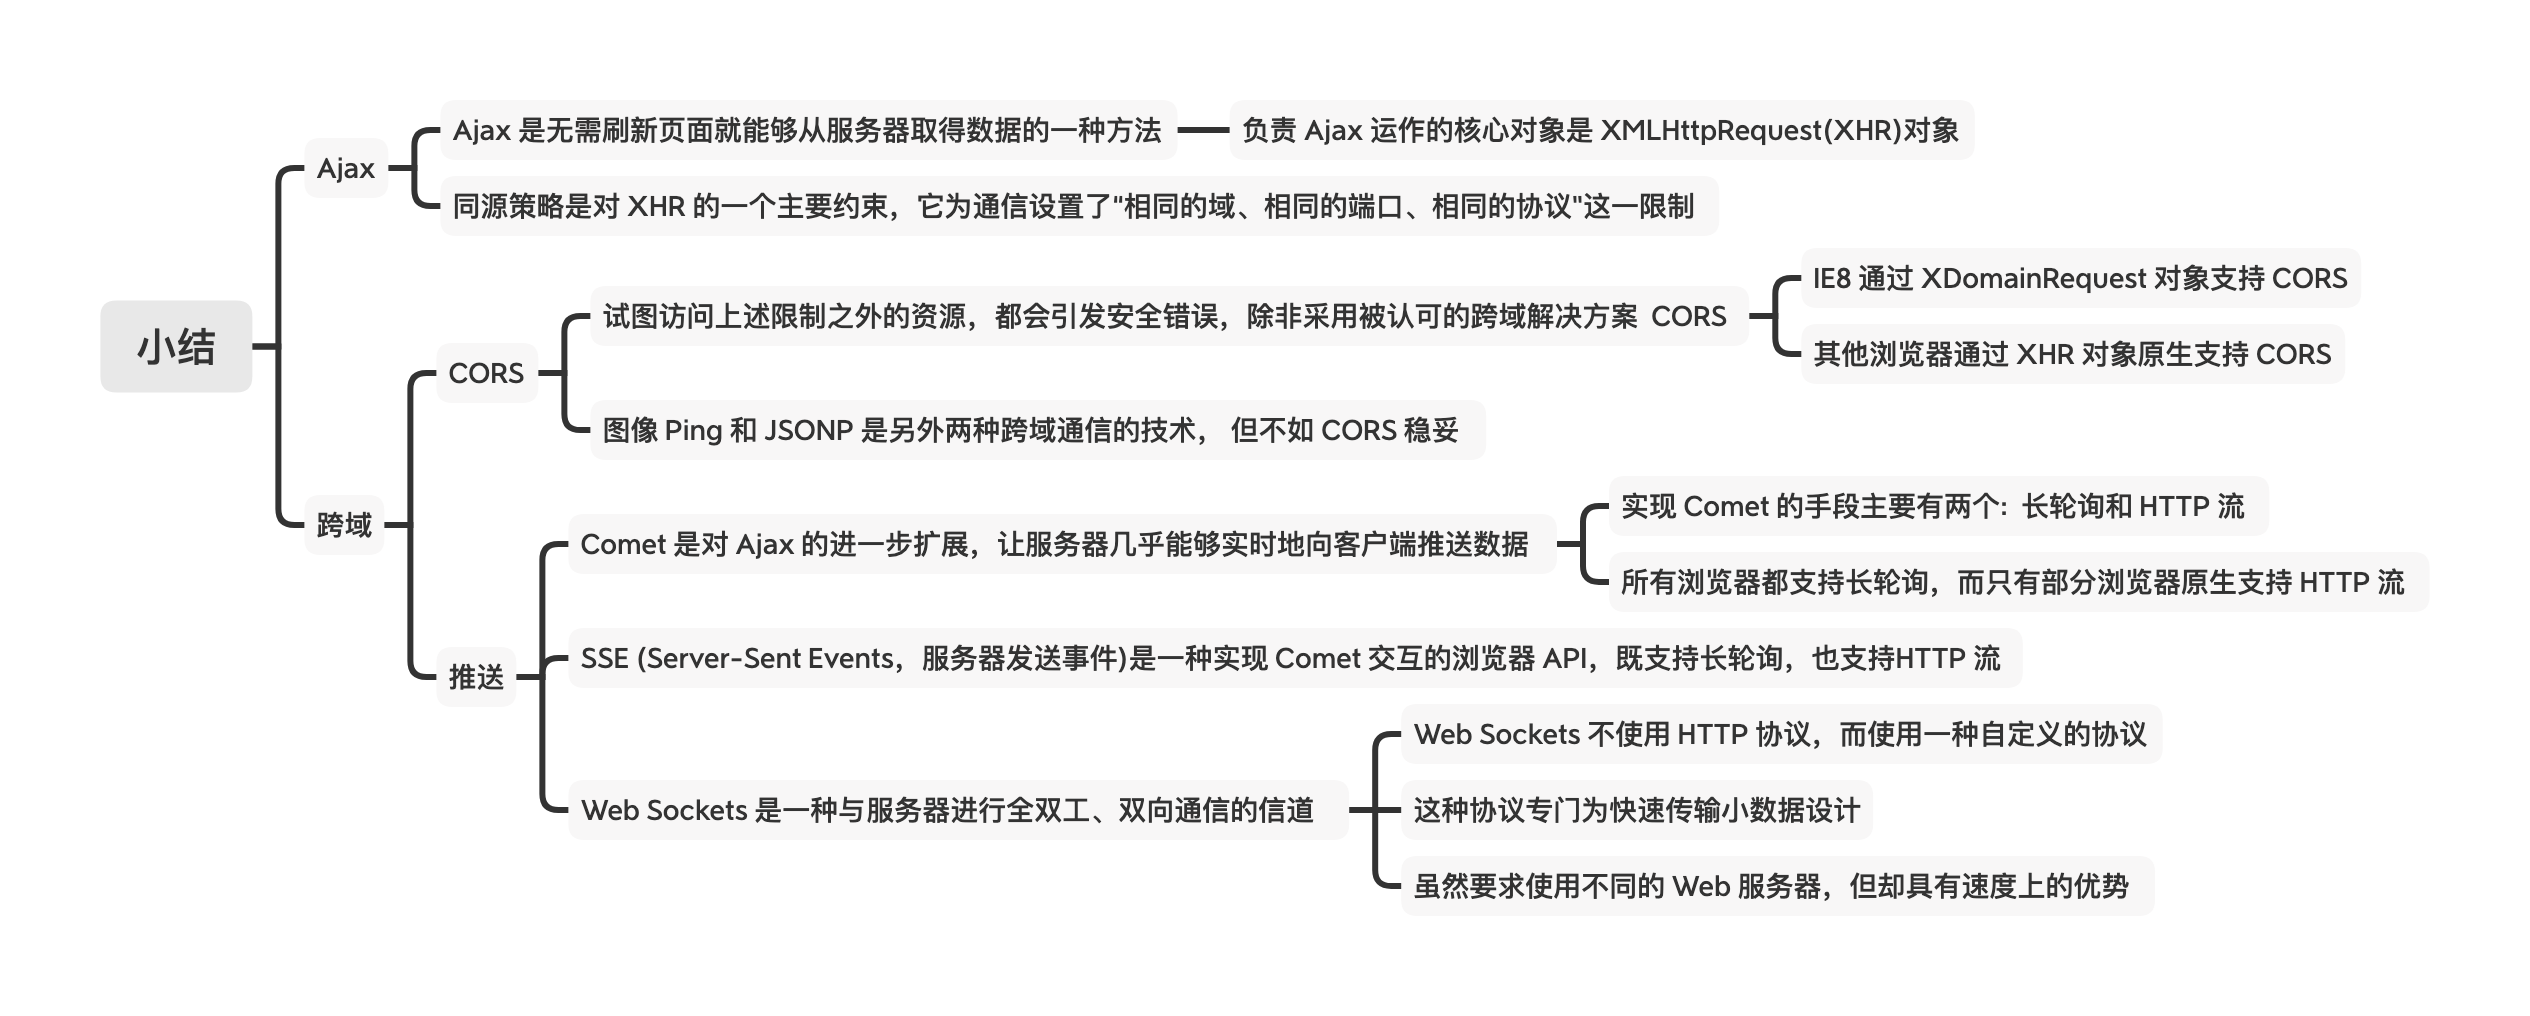 小结
Ajax
Ajax 是无需刷新页面就能够从服务器取得数据的一种方法
负责 Ajax 运作的核心对象是 XMLHttpRequest(XHR)对象
同源策略是对 XHR 的一个主要约束，它为通信设置了“相同的域、相同的端口、相同的协议"这一限制
跨域
CORS
试图访问上述限制之外的资源，都会引发安全错误，除非采用被认可的跨域解决方案 CORS
IE8 通过 XDomainRequest 对象支持 CORS
其他浏览器通过 XHR 对象原生支持 CORS
图像 Ping 和 JSONP 是另外两种跨域通信的技术， 但不如 CORS 稳妥
推送
Comet 是对 Ajax 的进一步扩展，让服务器几乎能够实时地向客户端推送数据
实现 Comet 的手段主要有两个：长轮询和 HTTP 流
所有浏览器都支持长轮询，而只有部分浏览器原生支持 HTTP 流
SSE (Server-Sent Events，服务器发送事件)是一种实现 Comet 交互的浏览器 API，既支持长轮询，也支持HTTP 流
Web Sockets 是一种与服务器进行全双工、双向通信的信道
Web Sockets 不使用 HTTP 协议，而使用一种自定义的协议
这种协议专门为快速传输小数据设计
虽然要求使用不同的 Web 服务器，但却具有速度上的优势